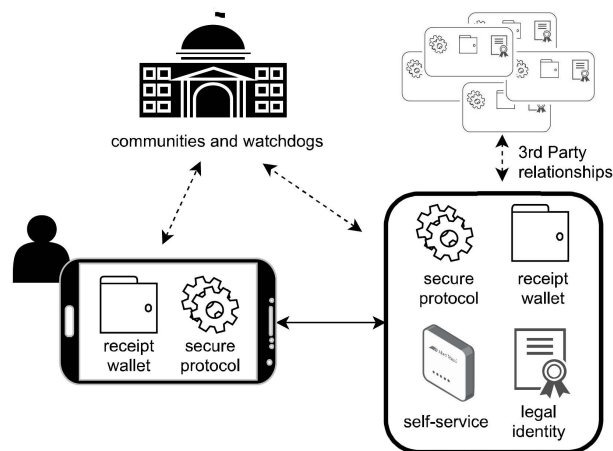 communities and watchdogs
3rd Party
relationships
secure
protocol
receipt
wallet
receipt
wallet
secure
protocol
self-service
legal
identity